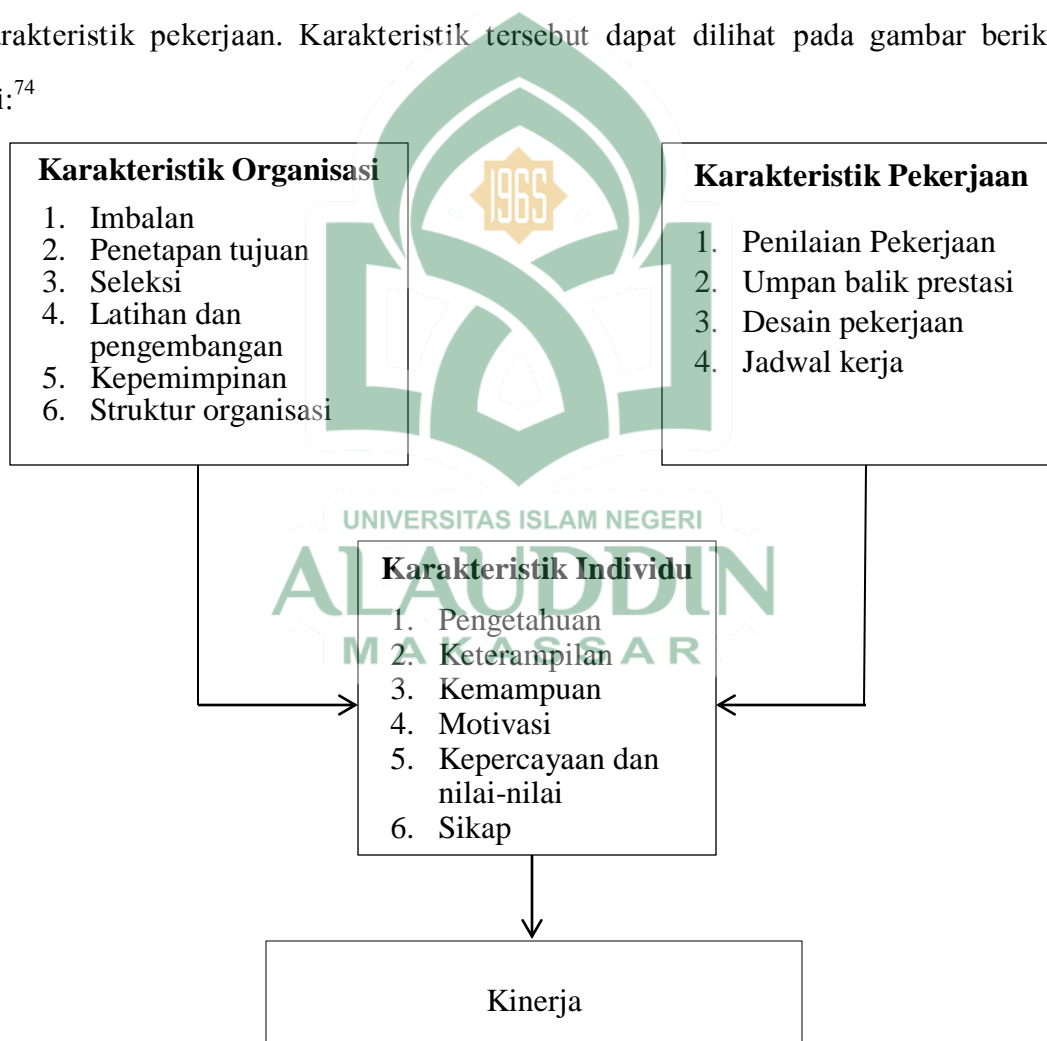 arakteristik pekerjaan. Karakteristik tersebut dapat dilihat pada gambar berik
i:74
Karakteristik Organisasi
1. Imbalan
2. Penetapan tujuan
3. Seleksi
4. Latihan dan
pengembangan
5. Kepemimpinan
6. Struktur organisasi
Karakteristik Pekerjaan
1. Penilaian Pekerjaan
2. Umpan balik prestasi
3. Desain pekerjaan
4. Jadwal kerja
1965
UNIVERSITAS ISLAM NEGERI
ALAUDDIN
MAKASSAR
Karakteristik Individu
1. Pengetahuan
2. Keterampilan
3. Kemampuan
4. Motivasi
5. Kepercayaan dan
nilai-nilai
6. Sikap
Kinerja